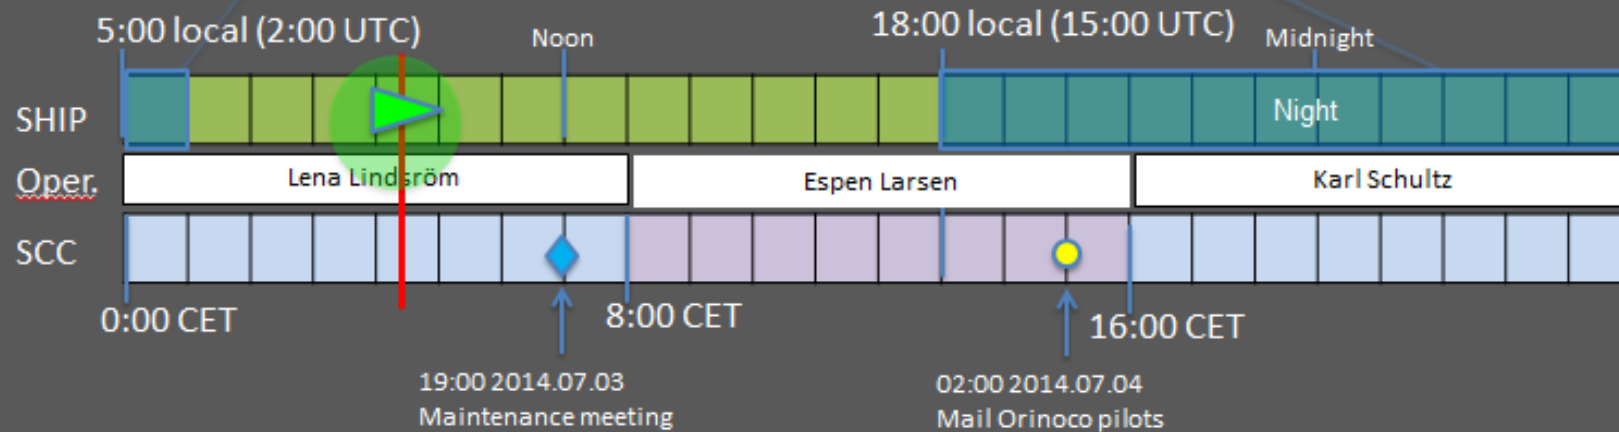 5:00 local (2:00 UTC)
Noon
18:00 local (15:00 UTC)
Midnight
SHIP
Night
Oper.
Lena Lindsröm
Espen Larsen
Karl Schultz
SCC
0:00 CET
8:00 CET
16:00 CET
19:00 2014.07.03
Maintenance meeting
02:00 2014.07.04
Mail Orinoco pilots